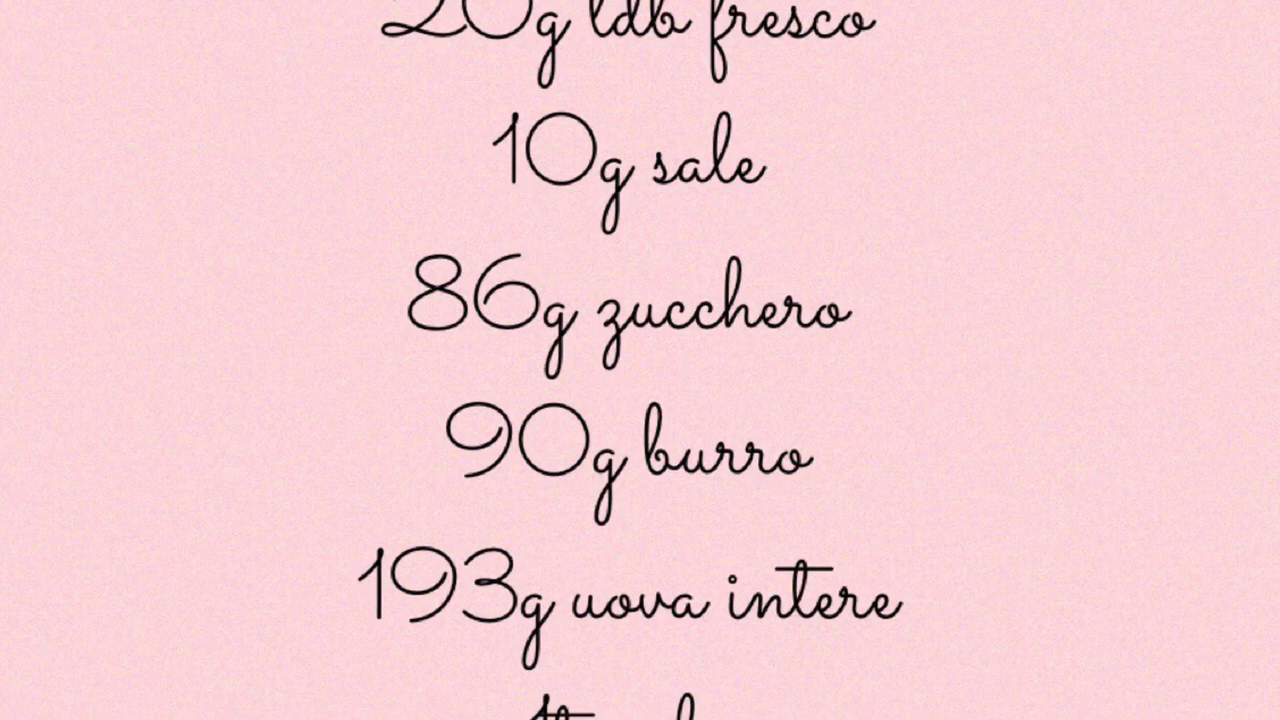 20g ldb fresco
10g sale
86g zucchero
90g burro
193g uova intere